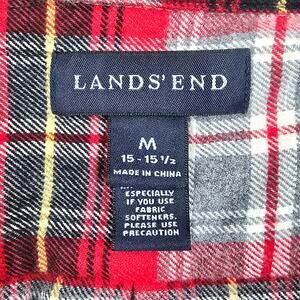 LANDS' END
M
15 - 15 1/2
MADE IN CHINA
ESPECIALLY
IF YOU USE
FABRIC
SOFTENERS.
PLEASE USE
PRECAUTION